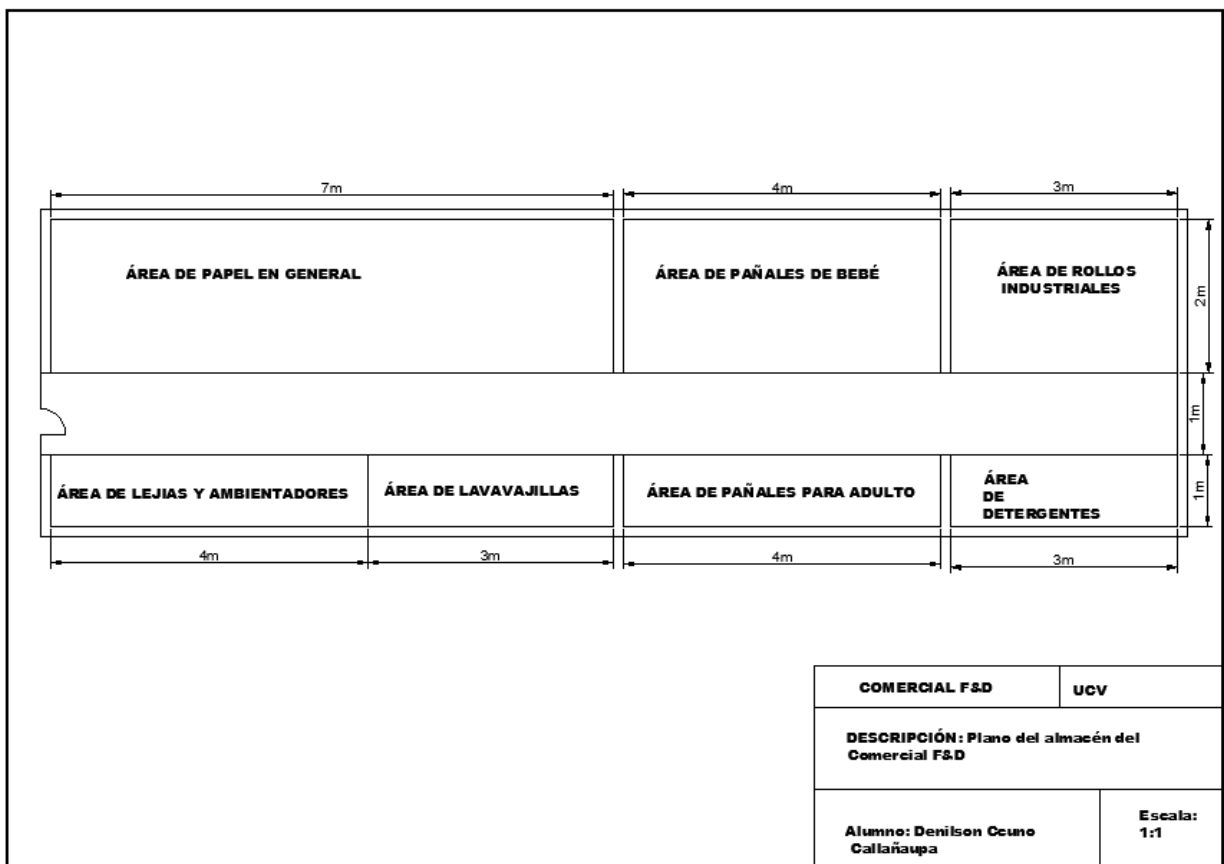 7m
4m
3m
ÁREA DE PAPEL EN GENERAL
ÁREA DE PAÑALES DE BEBÉ
ÁREA DE ROLLOS
INDUSTRIALES
2m
1m
ÁREA DE LEJIAS Y AMBIENTADORES
ÁREA DE LAVAVAJILLAS
ÁREA DE PAÑALES PARA ADULTO
ÁREA
DE
DETERGENTES
1m
4m
3m
4m
3m
COMERCIAL F&D
UCV
DESCRIPCIÓN: Plano del almacén del
Comercial F&D
Alumno: Denilson Ccuno
Callañaupa
Escala:
1:1